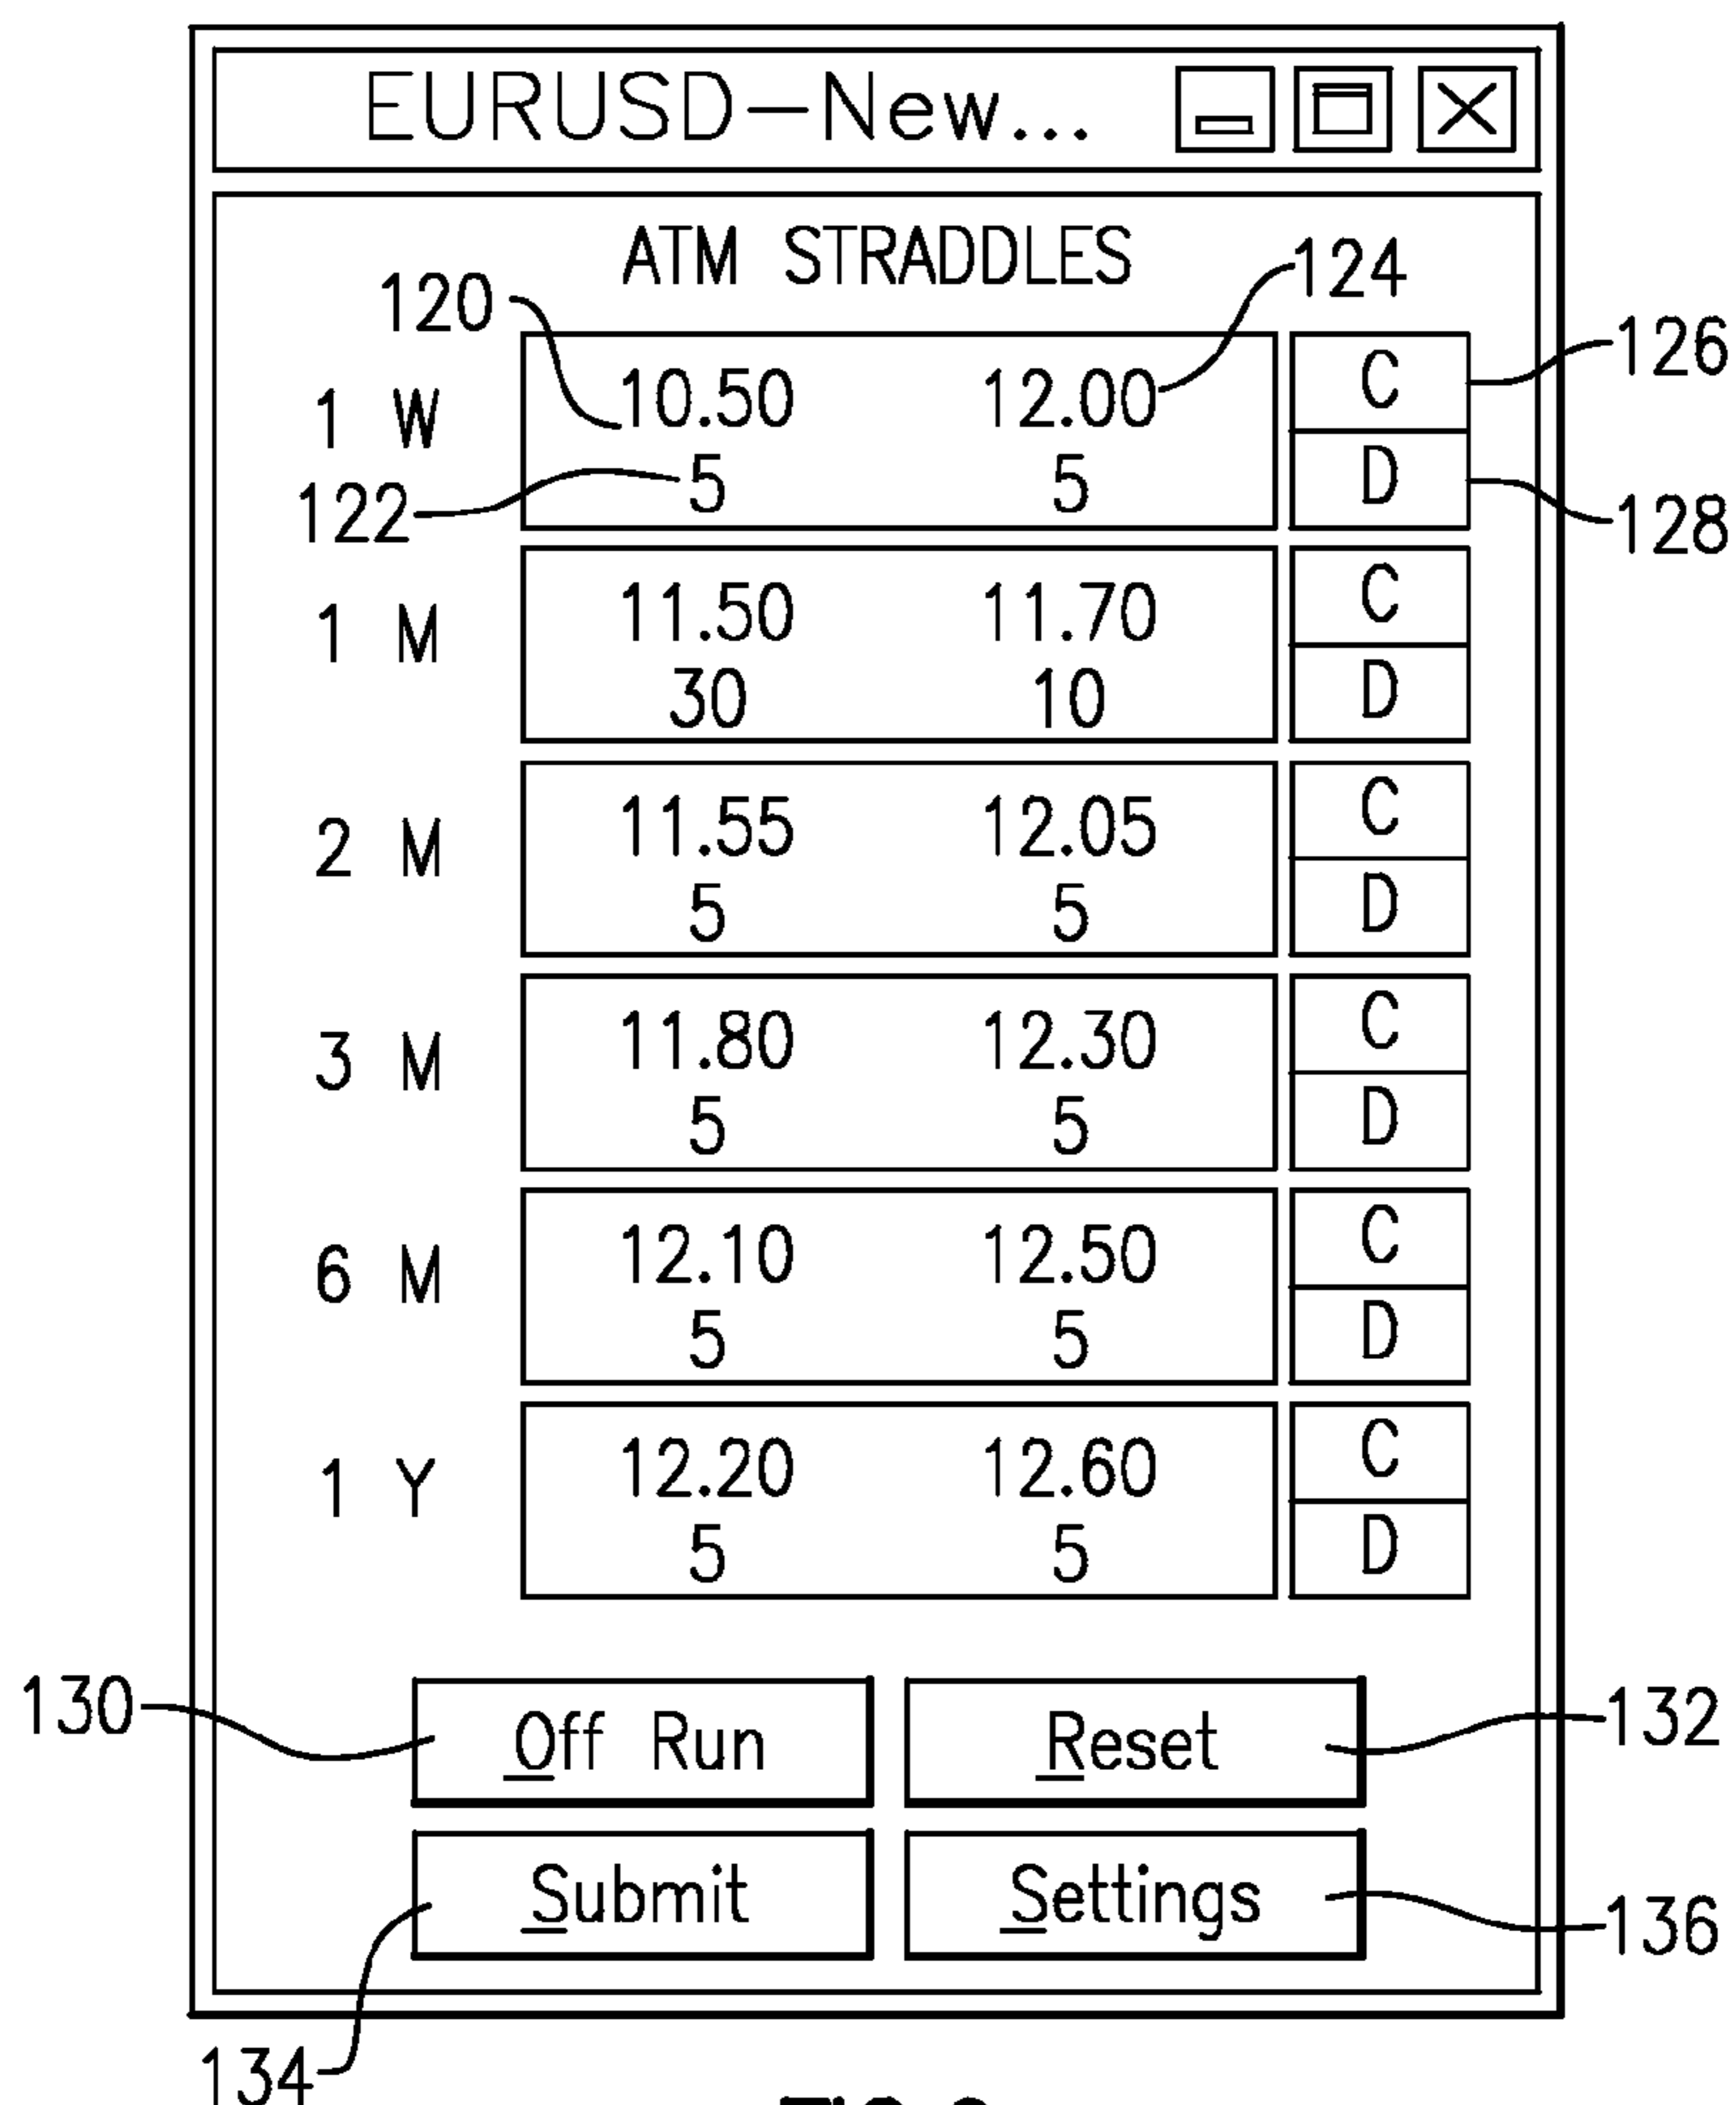 EURUSD-New...
ATM STRADDLES
120
124
126
1 W
10.50 12.00
C
122
5 5
D
128
1 M
11.50 11.70
C
30 10
D
2 M
11.55 12.05
C
5 5
D
3 M
11.80 12.30
C
5 5
D
6 M
12.10 12.50
C
5 5
D
1 Y
12.20 12.60
C
5 5
D
130
Off Run
Reset
132
Submit
Settings
136
134